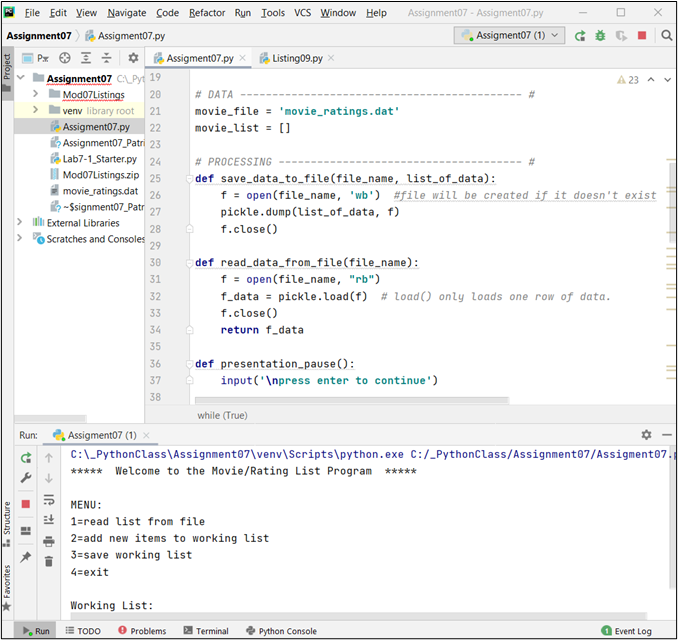 File Edit View Navigate Code Refactor Run Tools VCS Window Help Assignment07 - Assigment07.py
Assignment07 Assigment07.py Assigment07 (1)
Project
Assigment07.py Listing09.py
Assignment07 C:\_Pyt
Mod07Listings
venv library root
Assigment07.py
Assignment07_Patri
Lab7-1_Starter.py
Mod07Listings.zip
movie_ratings.dat
~$signment07_Patr
External Libraries
Scratches and Consoles
23
19
20 # DATA ---------------------------------------- #
21 movie_file = 'movie_ratings.dat'
22 movie_list = []
23
24 # PROCESSING ---------------------------------- #
25 def save_data_to_file(file_name, list_of_data):
26 f = open(file_name, 'wb') #file will be created if it doesn't exist
27 pickle.dump(list_of_data, f)
28 f.close()
29
30 def read_data_from_file(file_name):
31 f = open(file_name, "rb")
32 f_data = pickle.load(f) # load() only loads one row of data.
33 f.close()
34 return f_data
35
36 def presentation_pause():
37 input('\npress enter to continue')
38
while (True)
Run: Assigment07 (1)
C:\_PythonClass\Assignment07\venv\Scripts\python.exe C:/_PythonClass/Assignment07/Assigment07.p
***** Welcome to the Movie/Rating List Program *****
MENU:
1=read list from file
2=add new items to working list
3=save working list
4=exit
Working List:
Structure
Favorites
Run TODO Problems Terminal Python Console 1 Event Log